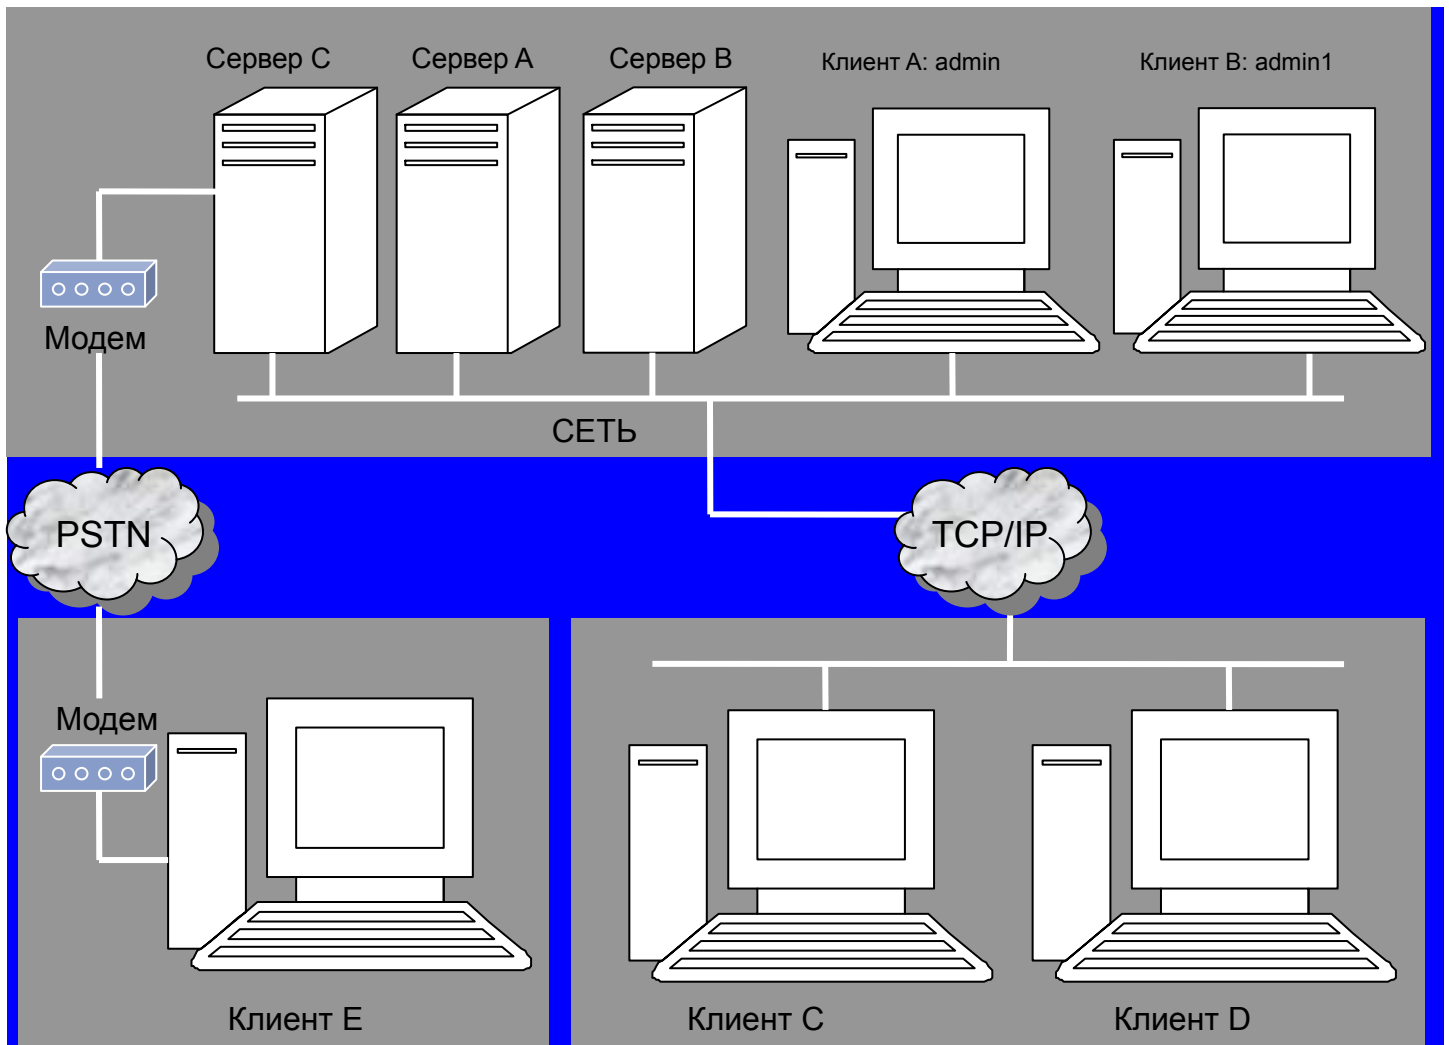 Сервер C
Сервер A
Сервер B
Клиент A: admin
Клиент B: admin1
Модем
СЕТЬ
PSTN
TCP/IP
Модем
Клиент E
Клиент C
Клиент D